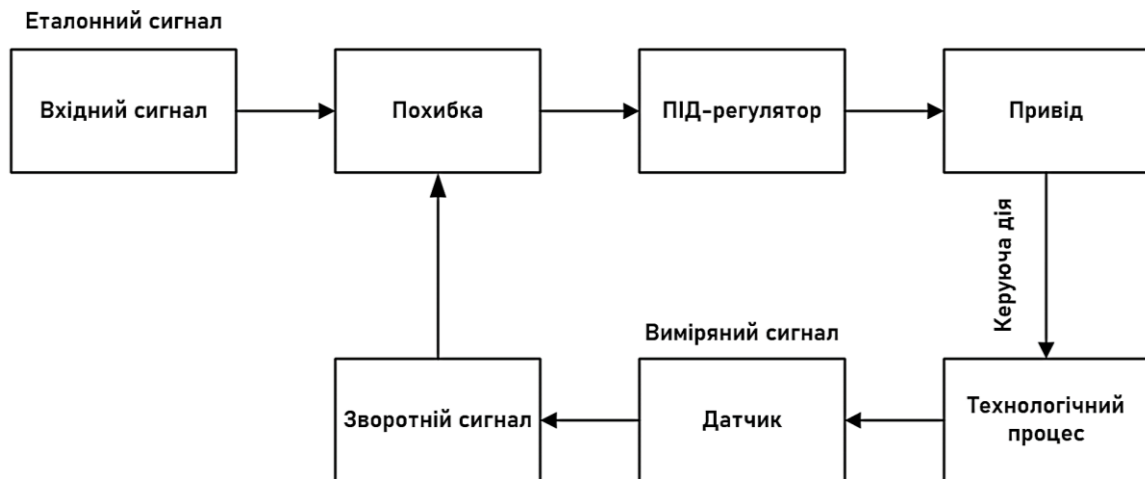 Еталонний сигнал
Вхідний сигнал
Похибка
ПІД-регулятор
Привід
Керуюча дія
Виміряний сигнал
Зворотній сигнал
Датчик
Технологічний
процес